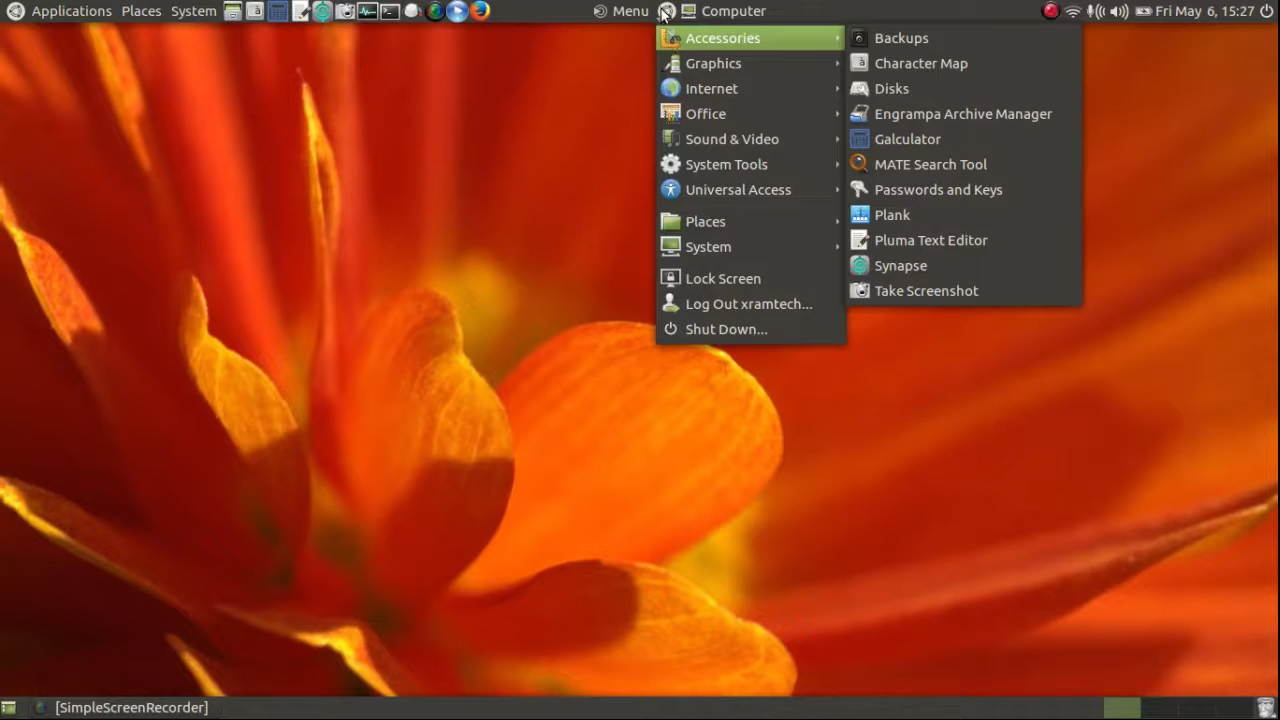 Applications Places System Menu Computer Fri May 6, 15:27
Accessories
Graphics
Internet
Office
Sound & Video
System Tools
Universal Access
Places
System
Lock Screen
Log Out xramtech...
Shut Down...
Backups
Character Map
Disks
Engrampa Archive Manager
Galculator
MATE Search Tool
Passwords and Keys
Plank
Pluma Text Editor
Synapse
Take Screenshot
[SimpleScreenRecorder]